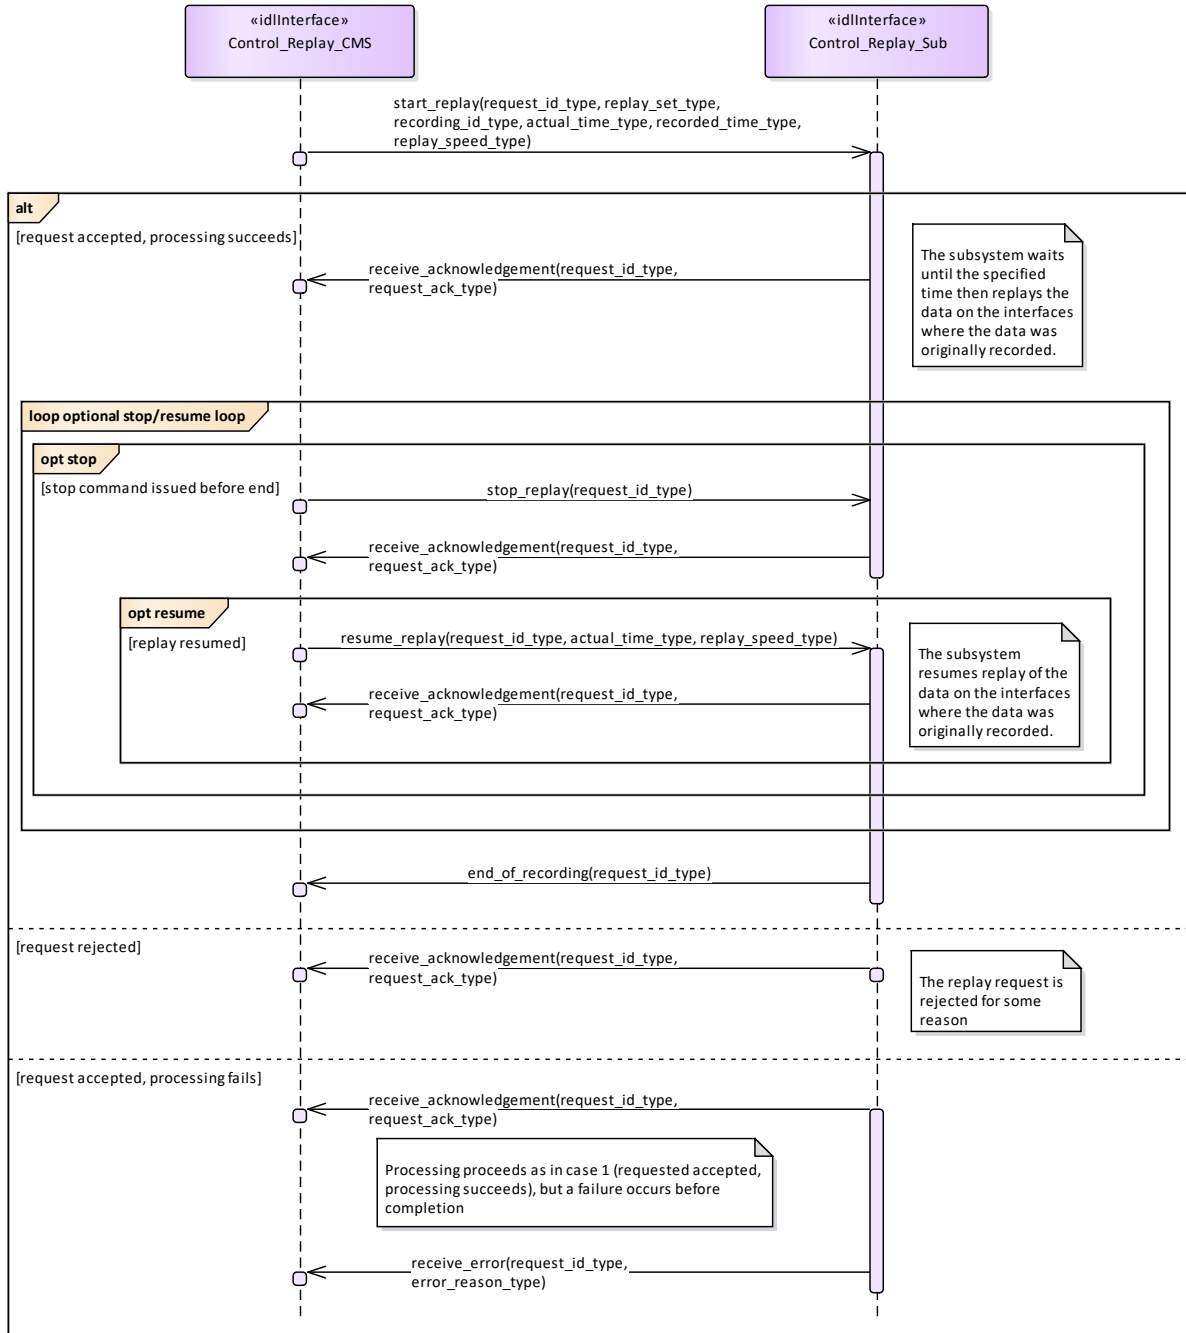 «idlInterface»
Control_Replay_CMS
«idlInterface»
Control_Replay_Sub
start_replay(request_id_type, replay_set_type,
recording_id_type, actual_time_type, recorded_time_type,
replay_speed_type)
alt
[request accepted, processing succeeds]
The subsystem waits
until the specified
time then replays the
data on the interfaces
where the data was
originally recorded.
receive_acknowledgement(request_id_type,
request_ack_type)
loop optional stop/resume loop
opt stop
[stop command issued before end]
stop_replay(request_id_type)
receive_acknowledgement(request_id_type,
request_ack_type)
opt resume
[replay resumed]
resume_replay(request_id_type, actual_time_type, replay_speed_type)
The subsystem
resumes replay of the
data on the interfaces
where the data was
originally recorded.
receive_acknowledgement(request_id_type,
request_ack_type)
end_of_recording(request_id_type)
[request rejected]
receive_acknowledgement(request_id_type,
request_ack_type)
The replay request is
rejected for some
reason
[request accepted, processing fails]
receive_acknowledgement(request_id_type,
request_ack_type)
Processing proceeds as in case 1 (requested accepted,
processing succeeds), but a failure occurs before
completion
receive_error(request_id_type,
error_reason_type)